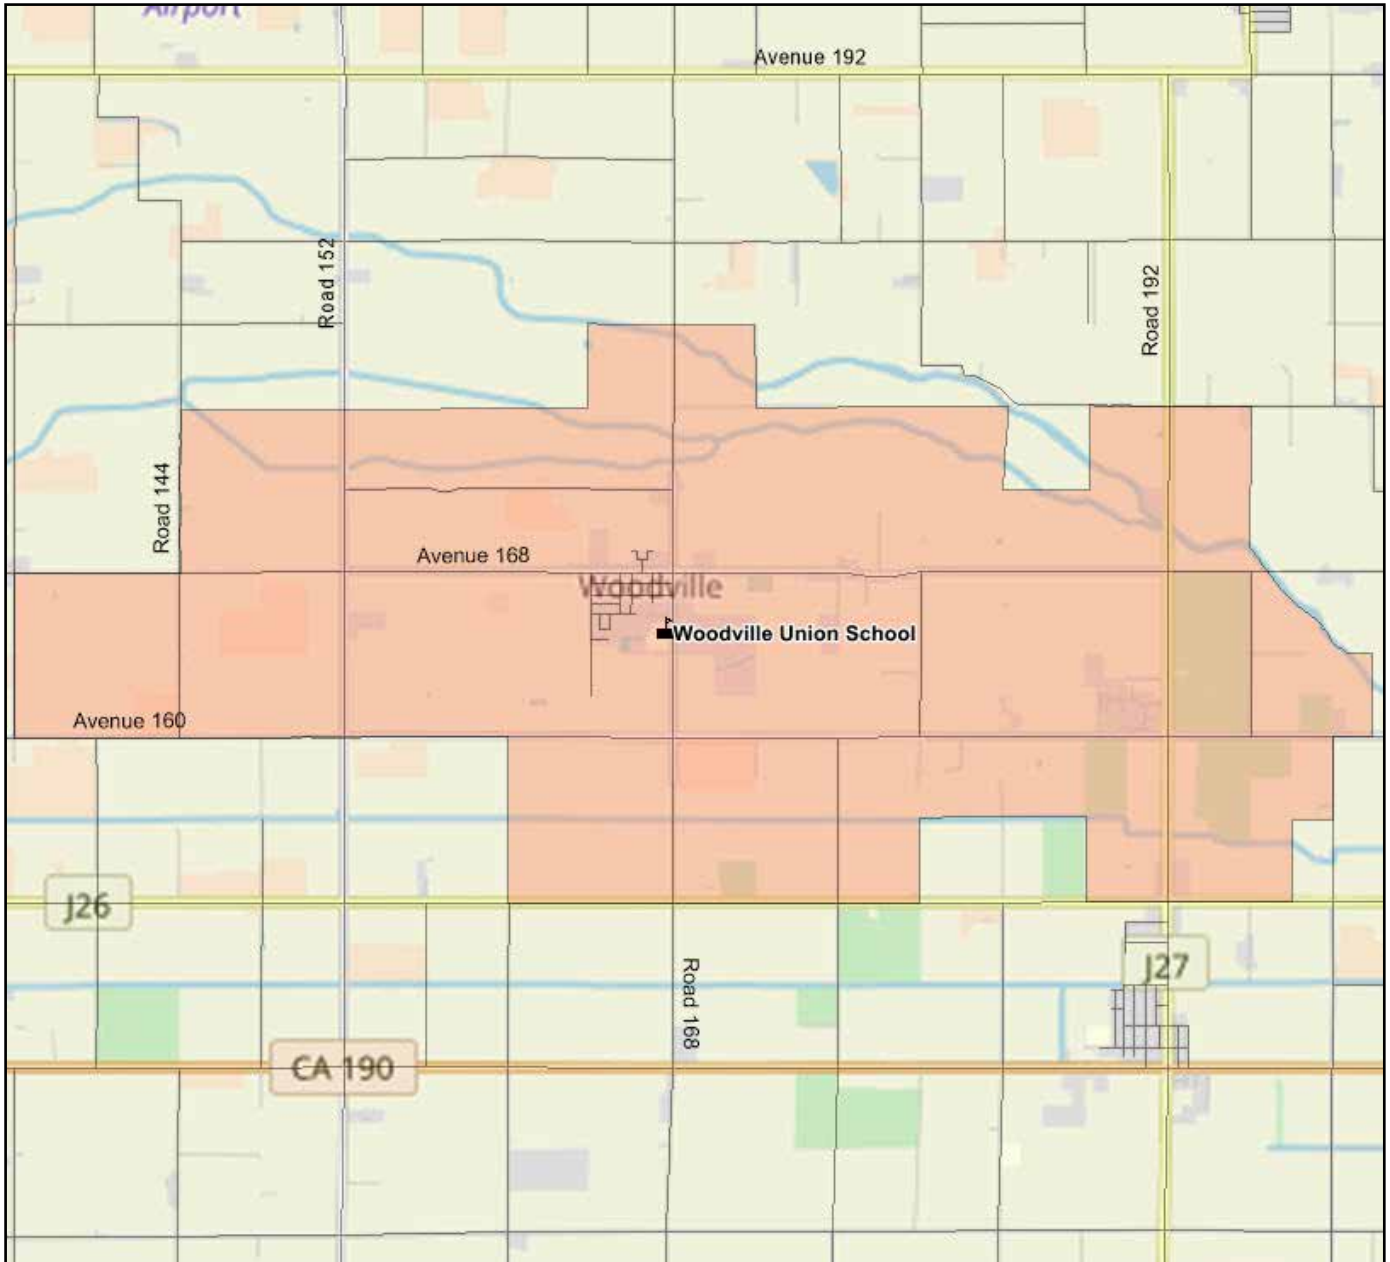 Airport
Avenue 192
Road 152
Road 192
Road 144
Avenue 168
Woodville
Woodville Union School
Avenue 160
J26
J27
Road 168
CA 190